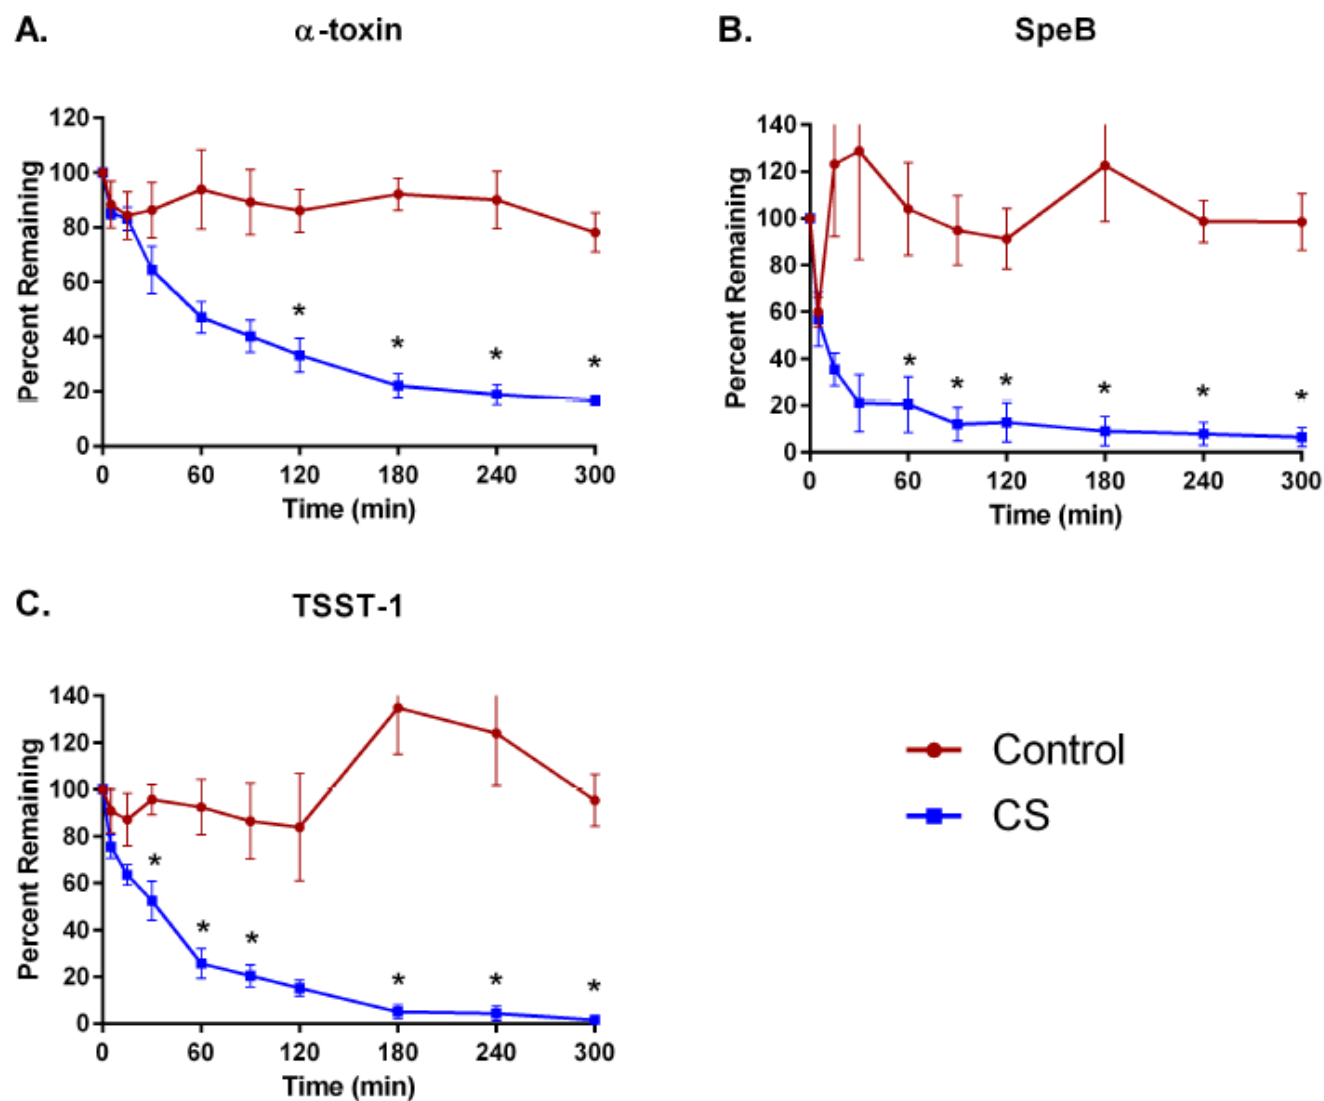 A.
α-toxin
Percent Remaining
120
100
80
60
40
20
0
*
*
*
*
0 60 120 180 240 300
Time (min)
B.
SpeB
Percent Remaining
140
120
100
80
60
40
20
0
*
*
*
*
*
*
0 60 120 180 240 300
Time (min)
C.
TSST-1
Percent Remaining
140
120
100
80
60
40
20
0
*
*
*
*
*
*
0 60 120 180 240 300
Time (min)
Control
CS